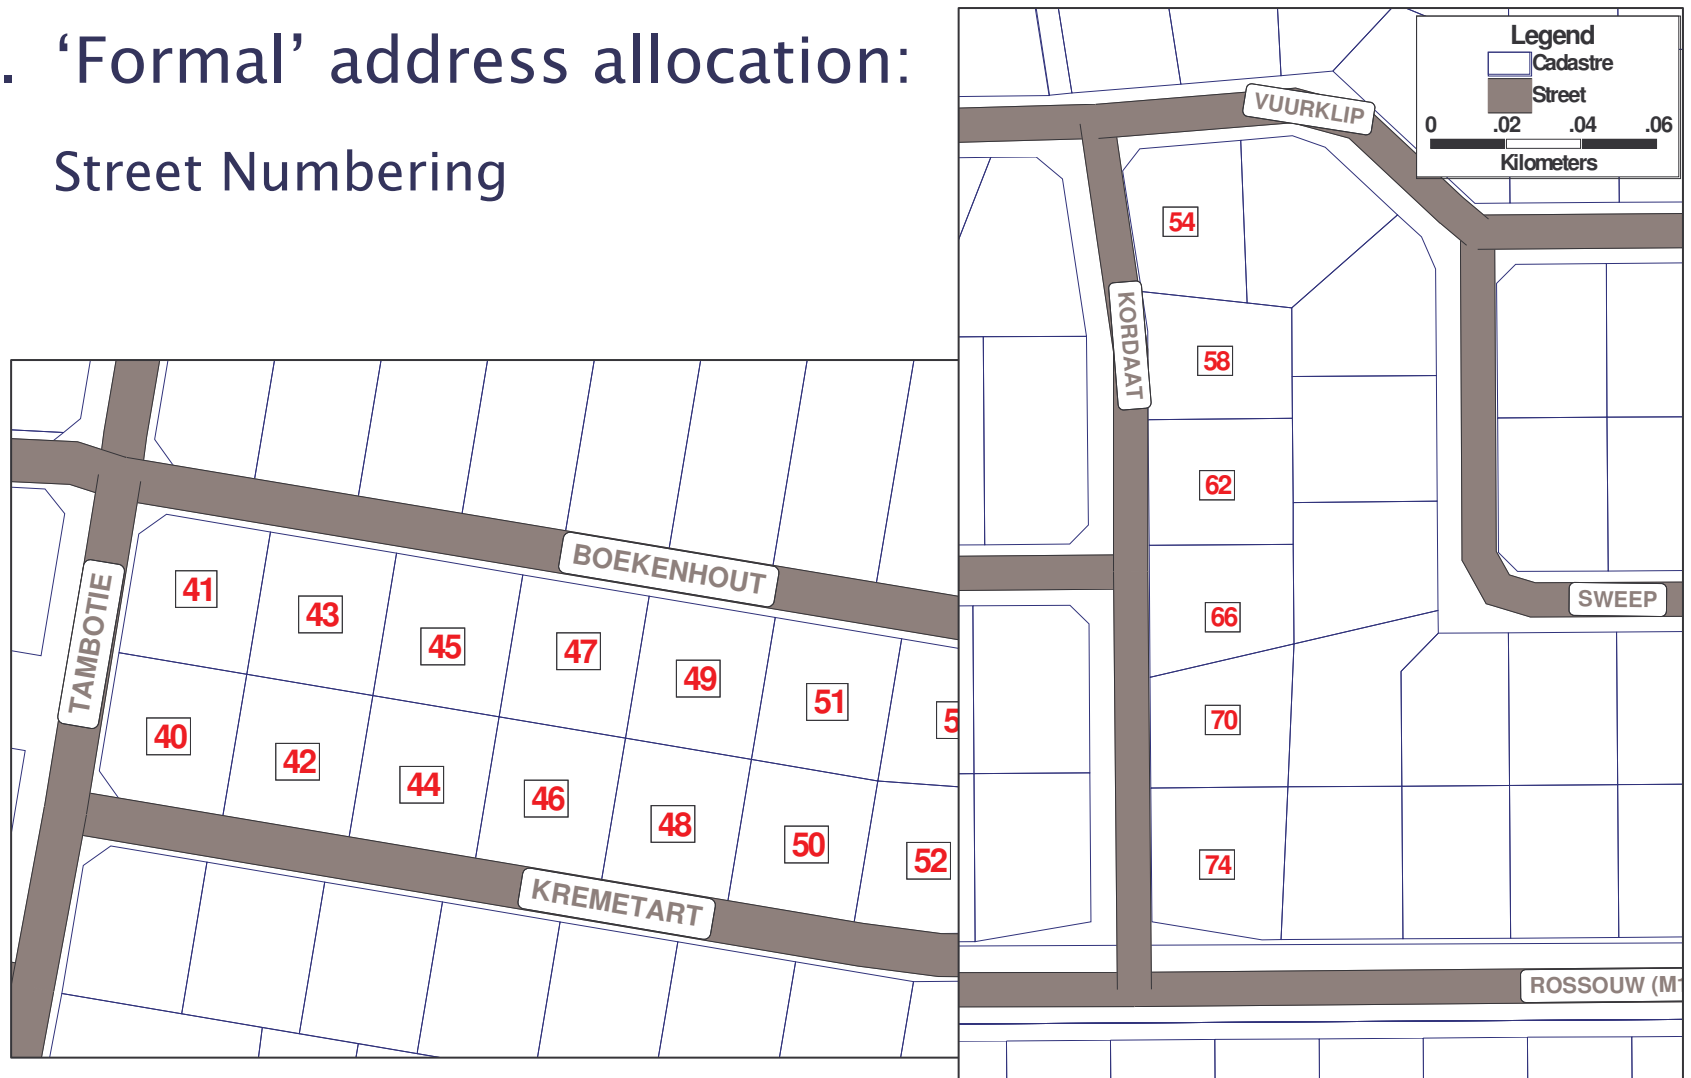 . ‘Formal’ address allocation:
Street Numbering
Legend
Cadastre
Street
0 .02 .04 .06
Kilometers
VUURKLIP
54
KORDAAT
58
62
66
70
74
SWEEP
ROSSOUW (M1
BOEKENHOUT
TAMBOTIE
41
43
45
47
49
51
5
40
42
44
46
48
50
52
KREMETART